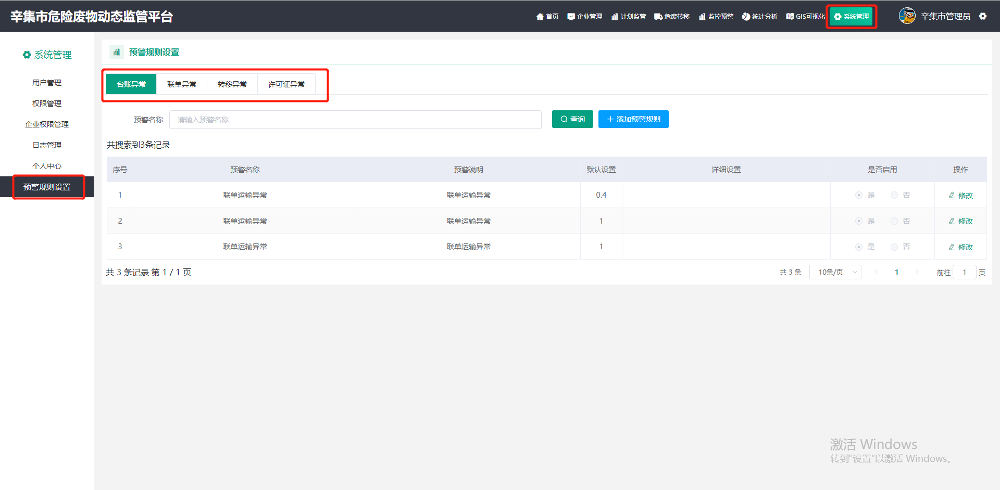 辛集市危险废物动态监管平台
首页 企业管理 计划监管 危废转移 监控预警 统计分析 GIS可视化 系统管理 辛集市管理员
系统管理
用户管理
权限管理
企业权限管理
日志管理
个人中心
预警规则设置
预警规则设置
台账异常 联单异常 转移异常 许可证异常
预警名称 请输入预警名称 查询 添加预警规则
共搜索到3条记录
序号 预警名称 预警说明 默认设置 详细设置 是否启用 操作
1 联单运输异常 联单运输异常 0.4 是 否 修改
2 联单运输异常 联单运输异常 1 是 否 修改
3 联单运输异常 联单运输异常 1 是 否 修改
共 3 条记录 第 1 / 1 页
共 3 条 10条/页 1 前往 1 页
激活 Windows
转到“设置”以激活 Windows。